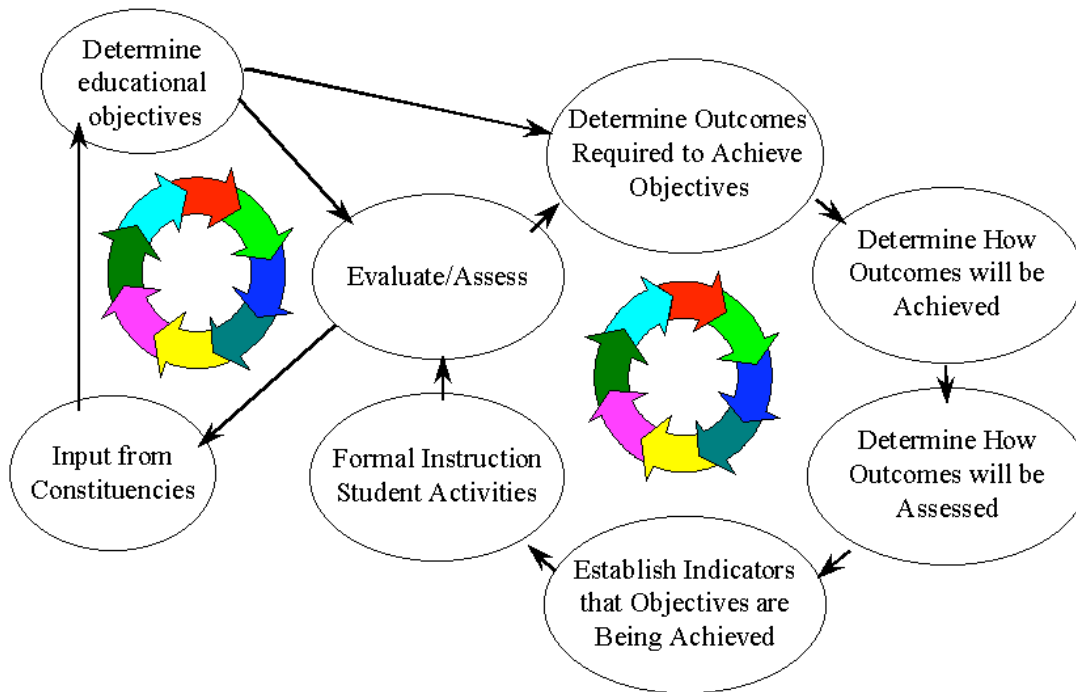 Determine
educational
objectives
Determine Outcomes
Required to Achieve
Objectives
Evaluate/Assess
Determine How
Outcomes will be
Achieved
Input from
Constituencies
Formal Instruction
Student Activities
Determine How
Outcomes will be
Assessed
Establish Indicators
that Objectives are
Being Achieved